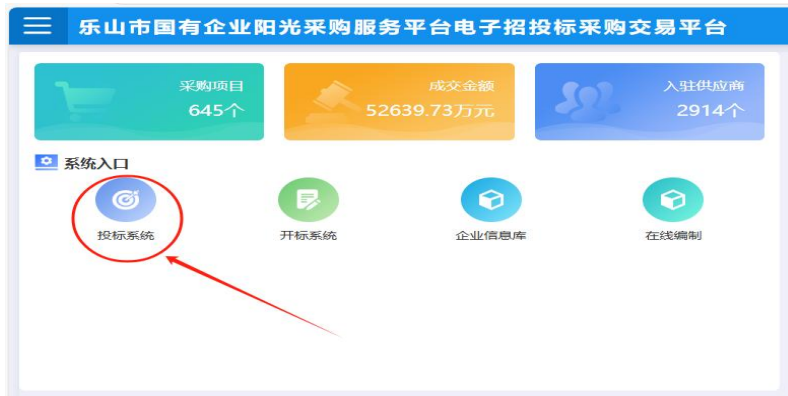 乐山市国有企业阳光采购服务平台电子招投标采购交易平台
采购项目
645个
成交金额
52639.73万元
入驻供应商
2914个
系统入口
投标系统
开标系统
企业信息库
在线编制